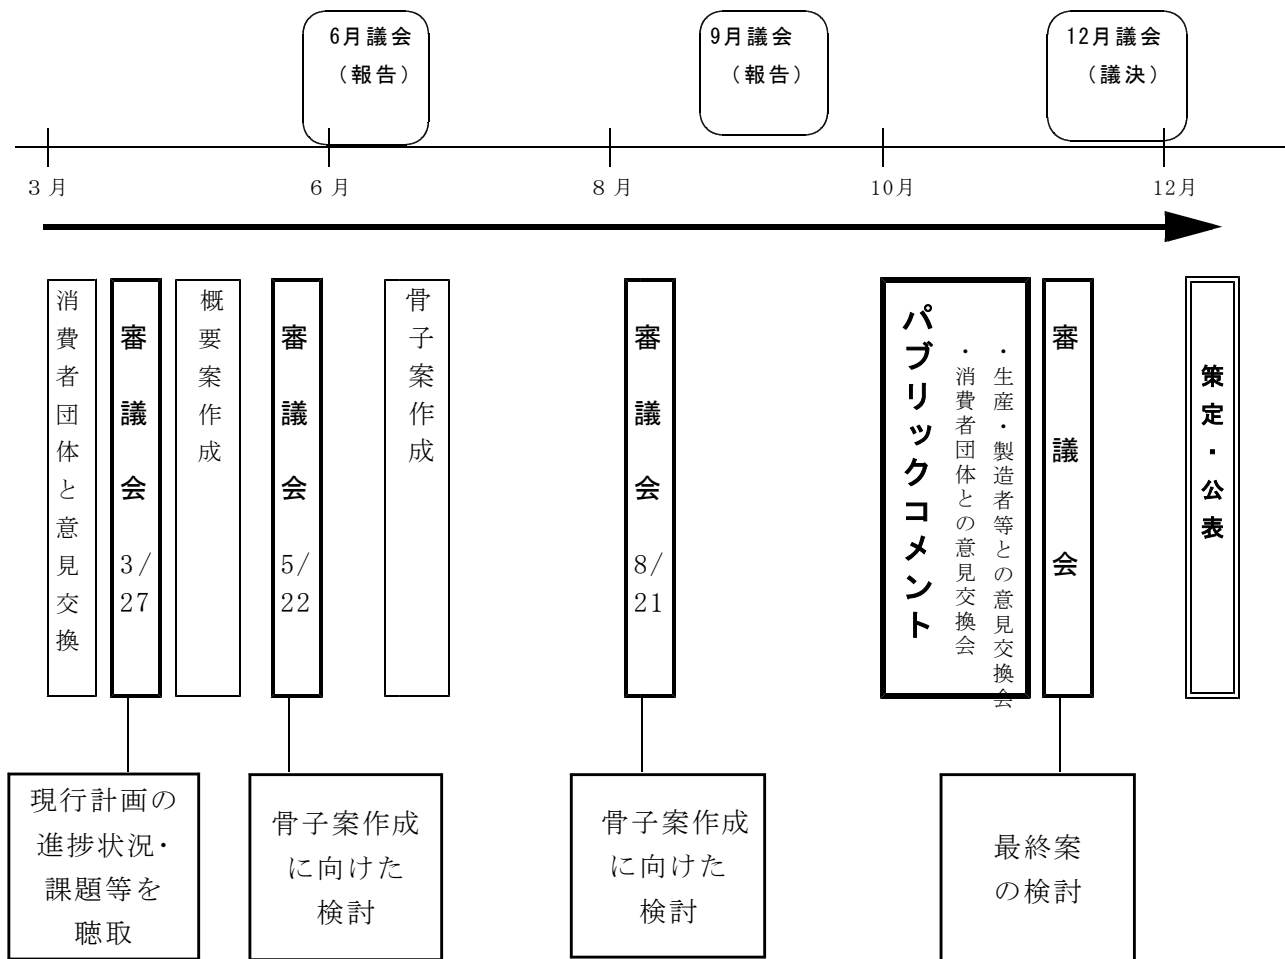 6月議会
（報告）
9月議会
（報告）
12月議会
（議決）
3月
6月
8月
10月
12月
消費者団体と意見交換
審議会 3/27
概要案作成
審議会 5/22
骨子案作成
審議会 8/21
パブリックコメント
・生産・製造者等との意見交換会
・消費者団体との意見交換会
審議会
策定・公表
現行計画の
進捗状況・
課題等を
聴取
骨子案作成
に向けた
検討
骨子案作成
に向けた
検討
最終案
の検討